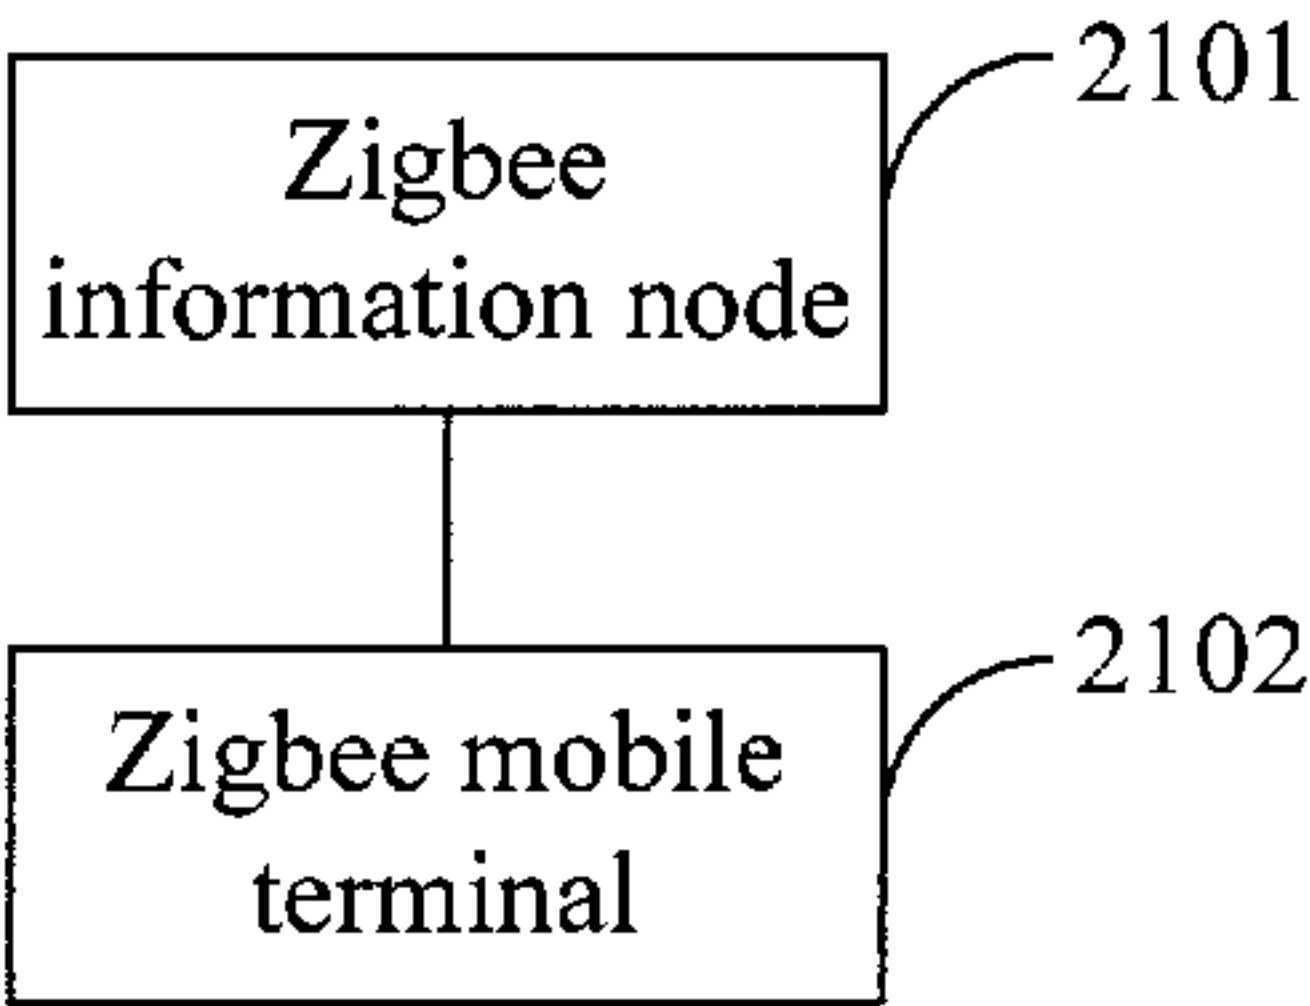 2101
Zigbee
information node
2102
Zigbee mobile
terminal